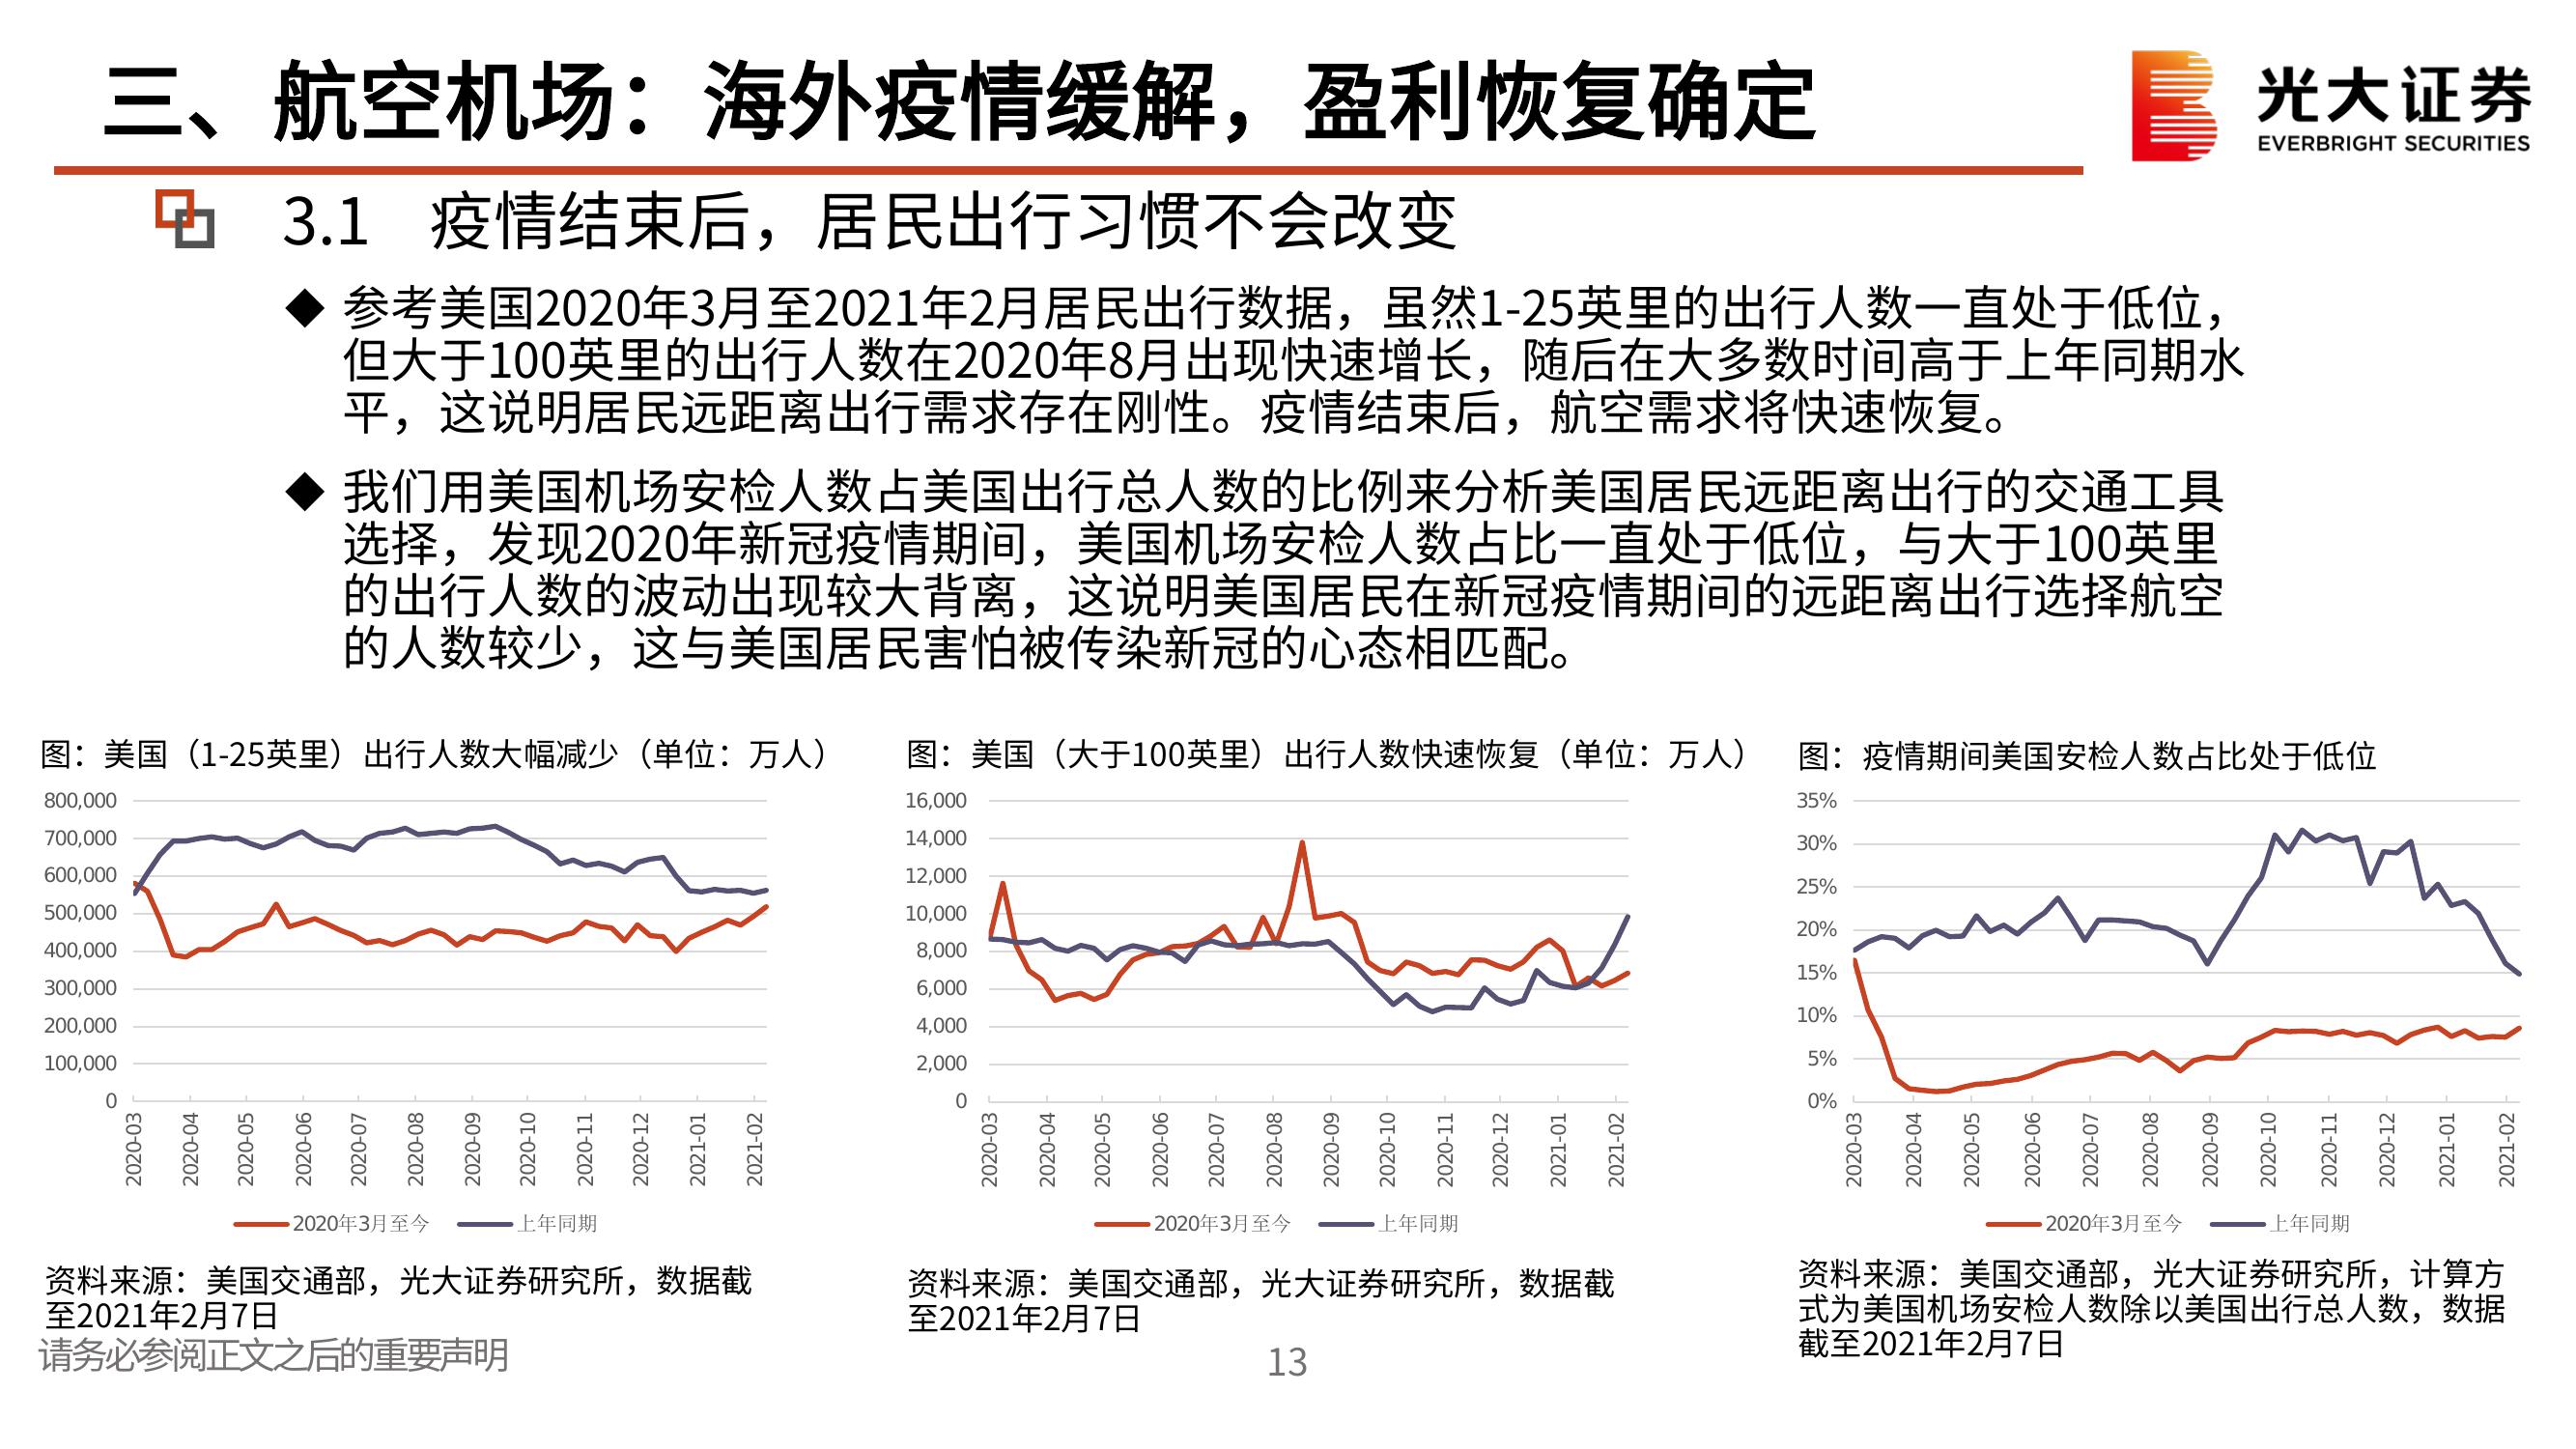 三、航空机场：海外疫情缓解，盈利恢复确定
光大证券
EVERBRIGHT SECURITIES
3.1 疫情结束后，居民出行习惯不会改变
◆ 参考美国2020年3月至2021年2月居民出行数据，虽然1-25英里的出行人数一直处于低位，
但大于100英里的出行人数在2020年8月出现快速增长，随后在大多数时间高于上年同期水
平，这说明居民远距离出行需求存在刚性。疫情结束后，航空需求将快速恢复。
◆ 我们用美国机场安检人数占美国出行总人数的比例来分析美国居民远距离出行的交通工具
选择，发现2020年新冠疫情期间，美国机场安检人数占比一直处于低位，与大于100英里
的出行人数的波动出现较大背离，这说明美国居民在新冠疫情期间的远距离出行选择航空
的人数较少，这与美国居民害怕被传染新冠的心态相匹配。
图：美国（1-25英里）出行人数大幅减少（单位：万人）
800,000
700,000
600,000
500,000
400,000
300,000
200,000
100,000
0
2020-03
2020-04
2020-05
2020-06
2020-07
2020-08
2020-09
2020-10
2020-11
2020-12
2021-01
2021-02
2020年3月至今
上年同期
资料来源：美国交通部，光大证券研究所，数据截
至2021年2月7日
图：美国（大于100英里）出行人数快速恢复（单位：万人）
16,000
14,000
12,000
10,000
8,000
6,000
4,000
2,000
0
2020-03
2020-04
2020-05
2020-06
2020-07
2020-08
2020-09
2020-10
2020-11
2020-12
2021-01
2021-02
2020年3月至今
上年同期
资料来源：美国交通部，光大证券研究所，数据截
至2021年2月7日
图：疫情期间美国安检人数占比处于低位
35%
30%
25%
20%
15%
10%
5%
0%
2020-03
2020-04
2020-05
2020-06
2020-07
2020-08
2020-09
2020-10
2020-11
2020-12
2021-01
2021-02
2020年3月至今
上年同期
资料来源：美国交通部，光大证券研究所，计算方
式为美国机场安检人数除以美国出行总人数，数据
截至2021年2月7日
请务必参阅正文之后的重要声明
13